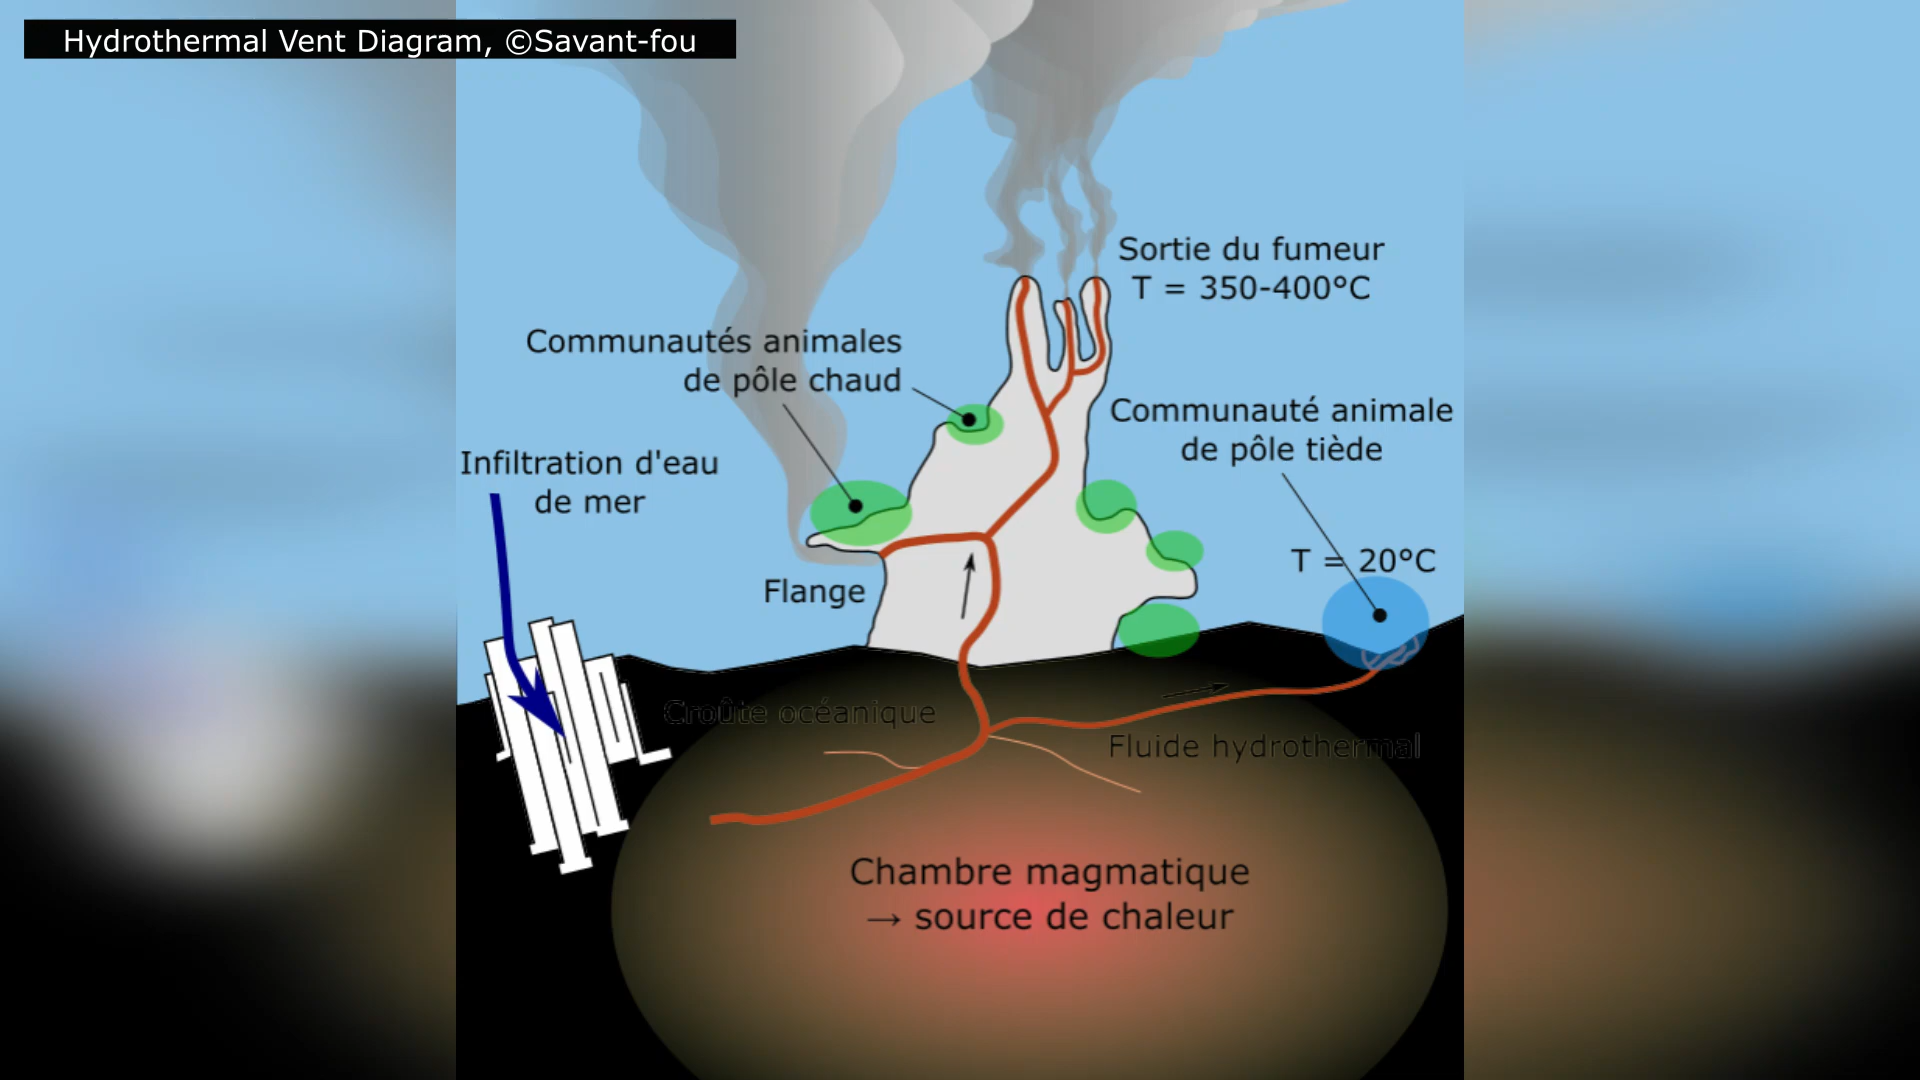 Hydrothermal Vent Diagram, ©Savant-fou
Sortie du fumeur
T = 350-400°C
Communautés animales
de pôle chaud
Communauté animale
de pôle tiède
Infiltration d'eau
de mer
T = 20°C
Flange
Croûte océanique
Fluide hydrothermal
Chambre magmatique
→ source de chaleur